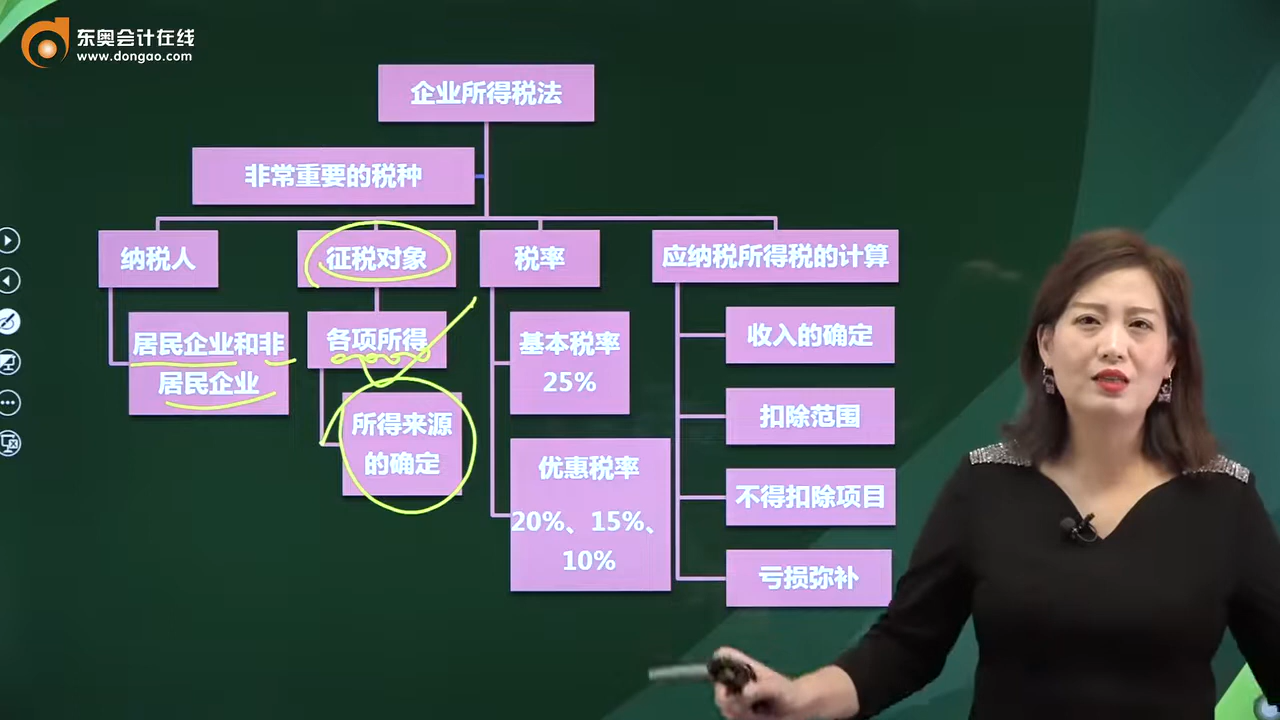 东奥会计在线
www.dongao.com
企业所得税法
非常重要的税种
纳税人
征税对象
税率
应纳税所得税的计算
居民企业和非
居民企业
各项所得
所得来源
的确定
基本税率
25%
优惠税率
20%、15%、
10%
收入的确定
扣除范围
不得扣除项目
亏损弥补